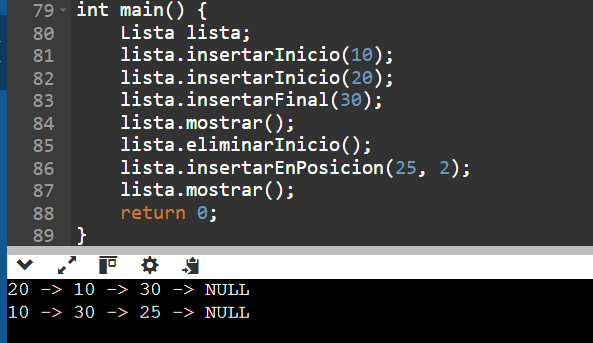 79 int main() {
80 Lista lista;
81 lista.insertarInicio(10);
82 lista.insertarInicio(20);
83 lista.insertarFinal(30);
84 lista.mostrar();
85 lista.eliminarInicio();
86 lista.insertarEnPosicion(25, 2);
87 lista.mostrar();
88 return 0;
89 }
20 -> 10 -> 30 -> NULL
10 -> 30 -> 25 -> NULL